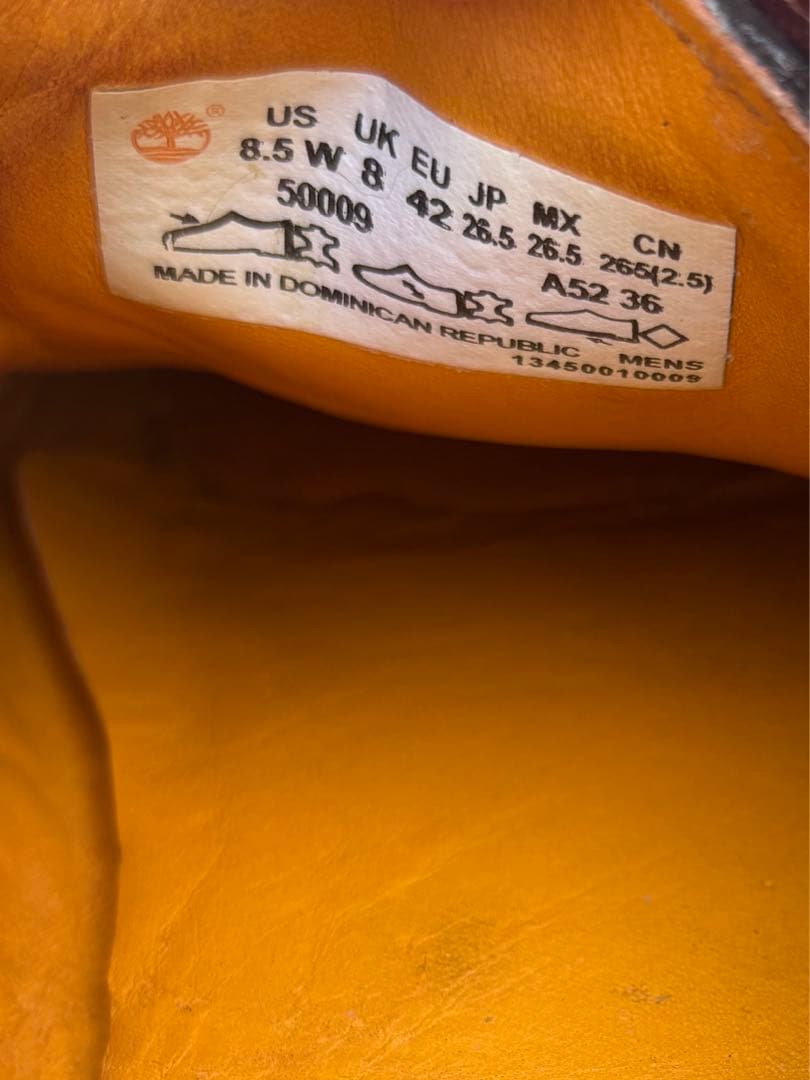 ®
US UK EU JP MX CN
8.5 W 8 42 26.5 26.5 265(2.5)
50009 A52 36
MADE IN DOMINICAN REPUBLIC MENS
13450010009